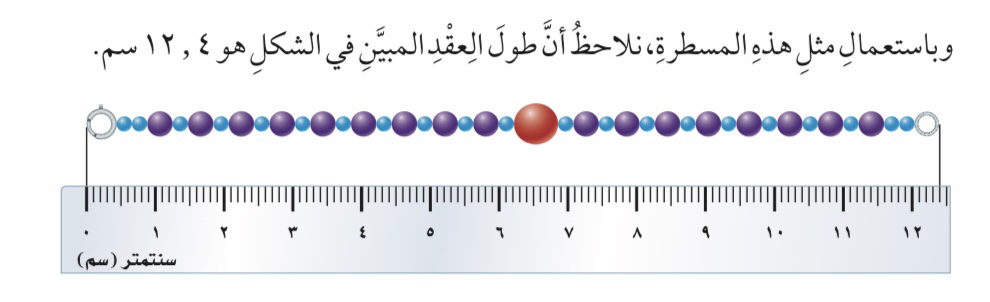 وباستعمالِ مثلِ هذهِ المسطرةِ، نلاحظُ أنَّ طولَ العِقْدِ المبيَّنِ في الشكلِ هو ٤ , ١٢ سم.
٠ ١ ٢ ٣ ٤ ٥ ٦ ٧ ٨ ٩ ١٠ ١١ ١٢
سنتمتر (سم)